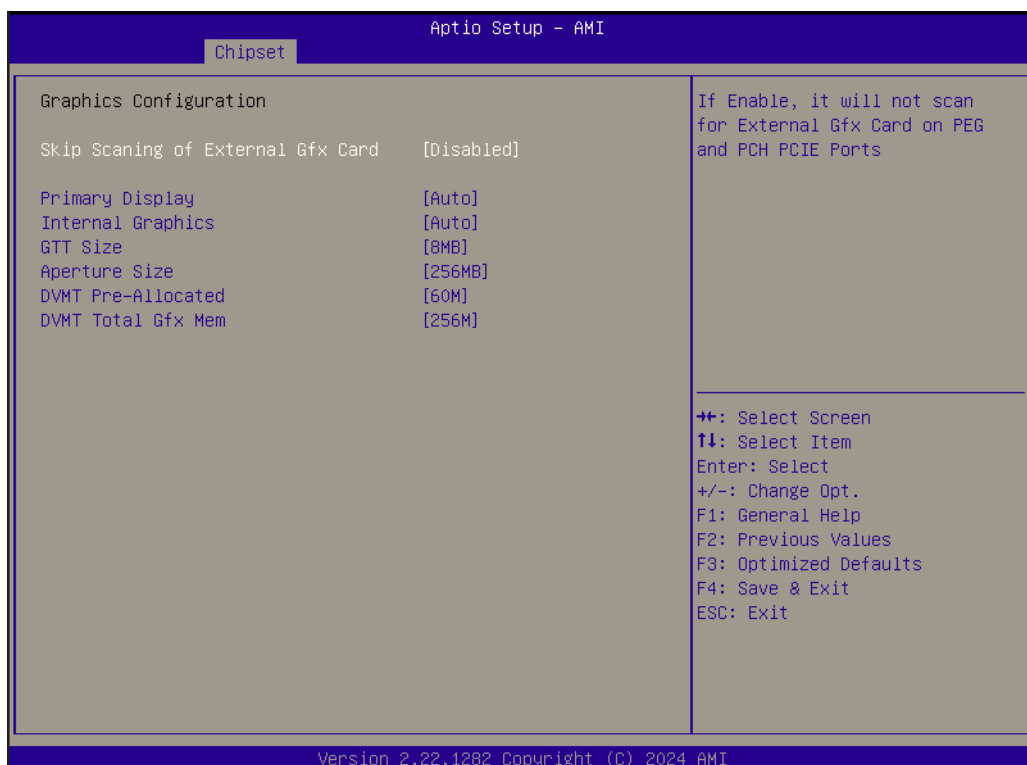 Aptio Setup – AMI
Chipset
Graphics Configuration
Skip Scaning of External Gfx Card [Disabled]
Primary Display [Auto]
Internal Graphics [Auto]
GTT Size [8MB]
Aperture Size [256MB]
DVMT Pre-Allocated [60M]
DVMT Total Gfx Mem [256M]
If Enable, it will not scan
for External Gfx Card on PEG
and PCH PCIE Ports
→←: Select Screen
↑↓: Select Item
Enter: Select
+/-: Change Opt.
F1: General Help
F2: Previous Values
F3: Optimized Defaults
F4: Save & Exit
ESC: Exit
Version 2.22.1282 Copyright (C) 2024 AMI